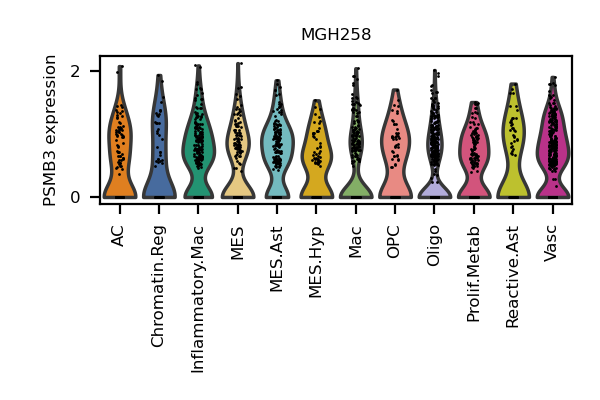 MGH258
PSMB3 expression
2
0
AC
Chromatin.Reg
Inflammatory.Mac
MES
MES.Ast
MES.Hyp
Mac
OPC
Oligo
Prolif.Metab
Reactive.Ast
Vasc